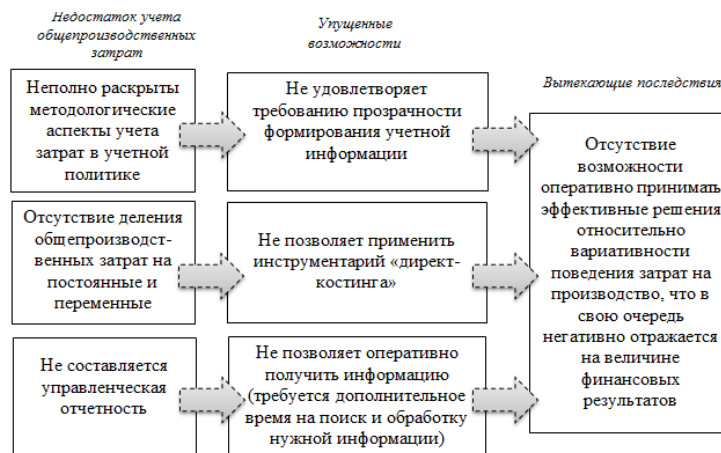 Недостаток учета
общепроизводственных
затрат
Упущенные
возможности
Вытекающие последствия
Неполно раскрыты
методологические
аспекты учета
затрат в учетной
политике
Не удовлетворяет
требованию прозрачности
формирования учетной
информации
Отсутствие деления
общепроизводст-
венных затрат на
постоянные и
переменные
Не позволяет применить
инструментарий «директ-
костинга»
Не составляется
управленческая
отчетность
Не позволяет оперативно
получить информацию
(требуется дополнительное
время на поиск и обработку
нужной информации)
Отсутствие
возможности
оперативно принимать
эффективные решения
относительно
вариативности
поведения затрат на
производство, что в
свою очередь
негативно отражается
на величине
финансовых
результатов